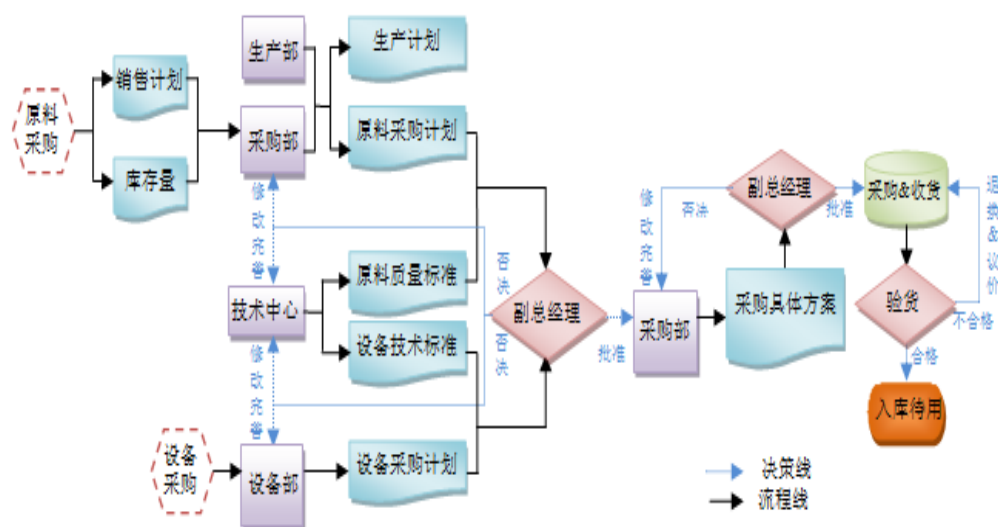 生产部
生产计划
销售计划
原料
采购
采购部
原料采购计划
库存量
修改完善
技术中心
原料质量标准
设备技术标准
否决
否决
副总经理
批准
修改完善
设备
采购
设备部
设备采购计划
修改完善
否决
副总经理
批准
采购部
采购具体方案
采购&收货
退换&议价
验货
不合格
合格
入库待用
决策线
流程线